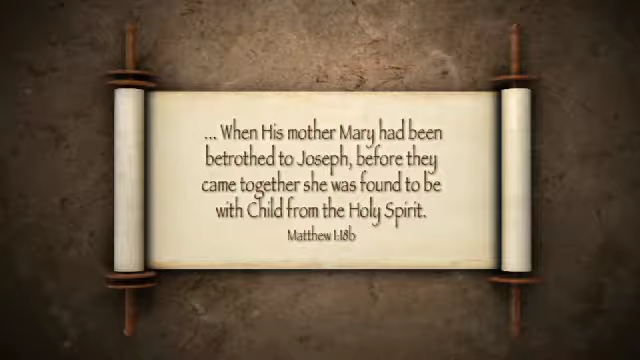 ... When His mother Mary had been
betrothed to Joseph, before they
came together she was found to be
with Child from the Holy Spirit.
Matthew 1:18b